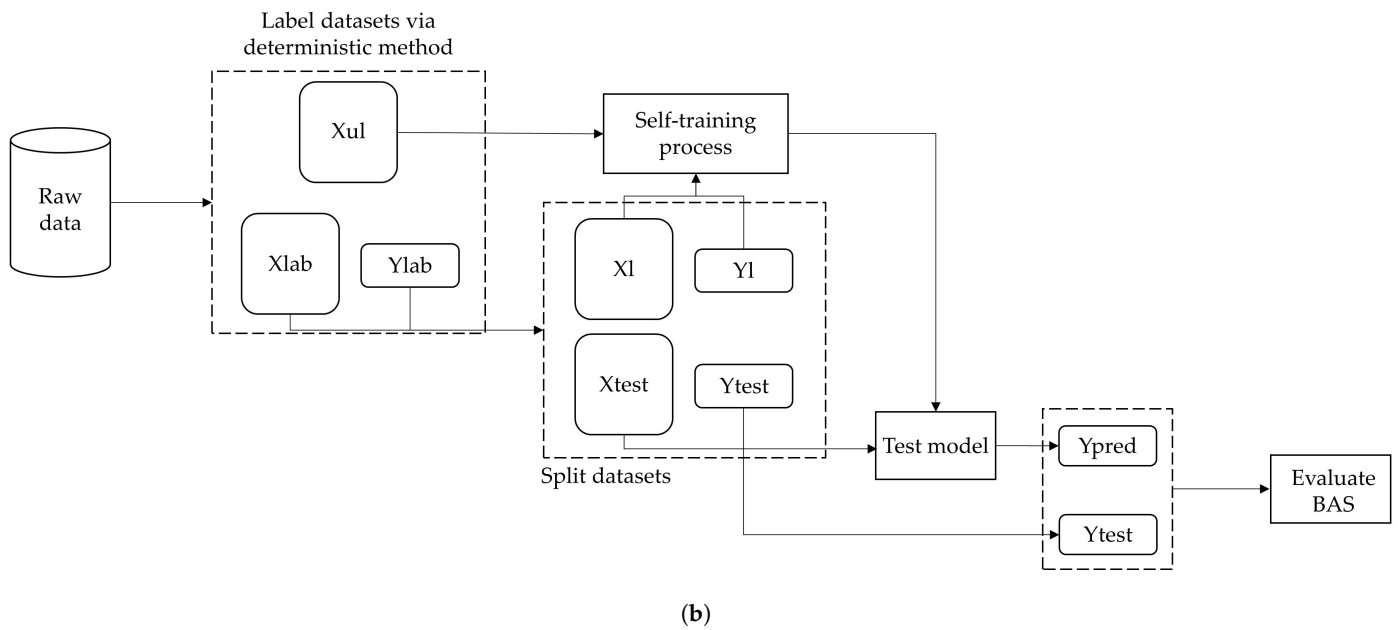 Label datasets via
deterministic method
Xul
Self-training
process
Raw
data
Xlab
Ylab
Xl
Yl
Xtest
Ytest
Split datasets
Test model
Ypred
Ytest
Evaluate
BAS
(b)